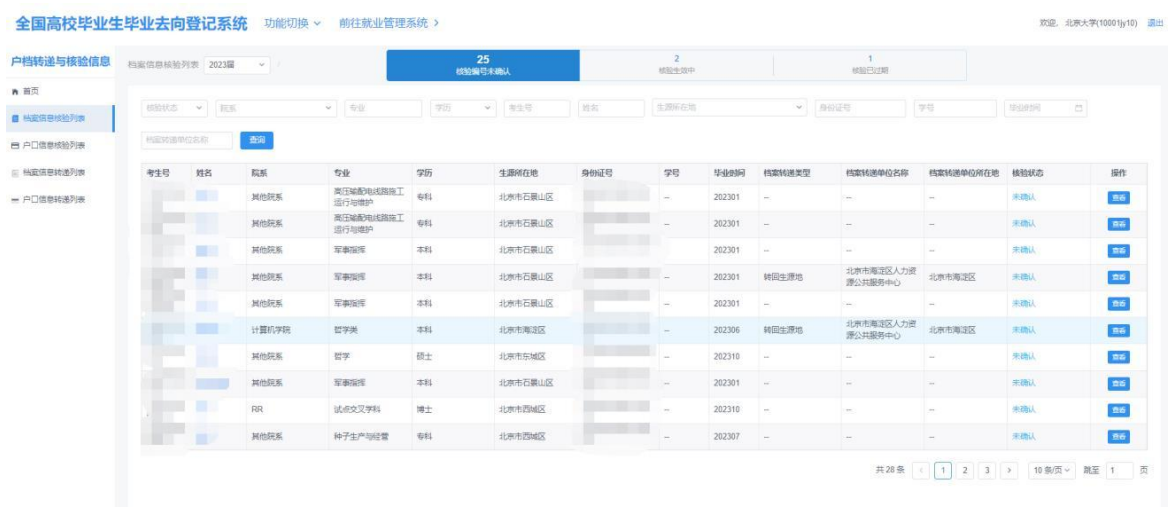 全国高校毕业生毕业去向登记系统 功能切换 前往就业管理系统 > 欢迎, 北京大学(10001jy10) 退出
户档转递与核验信息
首页
档案信息核验列表
户口信息核验列表
档案信息转递列表
户口信息转递列表
档案信息核验列表 2023届
25 核验编号未确认
2 核验生效中
1 核验已过期
核验状态 院系 专业 学历 考生号 姓名 生源所在地 身份证号 学号 毕业时间
档案转递单位名称 查询
考生号 姓名 院系 专业 学历 生源所在地 身份证号 学号 毕业时间 档案转递类型 档案转递单位名称 档案转递单位所在地 核验状态 操作
其他院系 高压输配电线路施工运行与维护 专科 北京市石景山区 -- 202301 -- -- -- 未确认 查看
其他院系 高压输配电线路施工运行与维护 专科 北京市石景山区 -- 202301 -- -- -- 未确认 查看
其他院系 军事指挥 本科 北京市石景山区 -- 202301 -- -- -- 未确认 查看
其他院系 军事指挥 本科 北京市石景山区 -- 202301 转回生源地 北京市海淀区人力资源公共服务中心 北京市海淀区 未确认 查看
其他院系 军事指挥 本科 北京市石景山区 -- 202301 -- -- -- 未确认 查看
计算机学院 哲学类 本科 北京市海淀区 -- 202306 转回生源地 北京市海淀区人力资源公共服务中心 北京市海淀区 未确认 查看
其他院系 哲学 硕士 北京市东城区 -- 202310 -- -- -- 未确认 查看
其他院系 军事指挥 本科 北京市石景山区 -- 202301 -- -- -- 未确认 查看
RR 试点交叉学科 博士 北京市西城区 -- 202310 -- -- -- 未确认 查看
其他院系 种子生产与经营 专科 北京市西城区 -- 202307 -- -- -- 未确认 查看
共 28 条 < 1 2 3 > 10 条/页 跳至 1 页